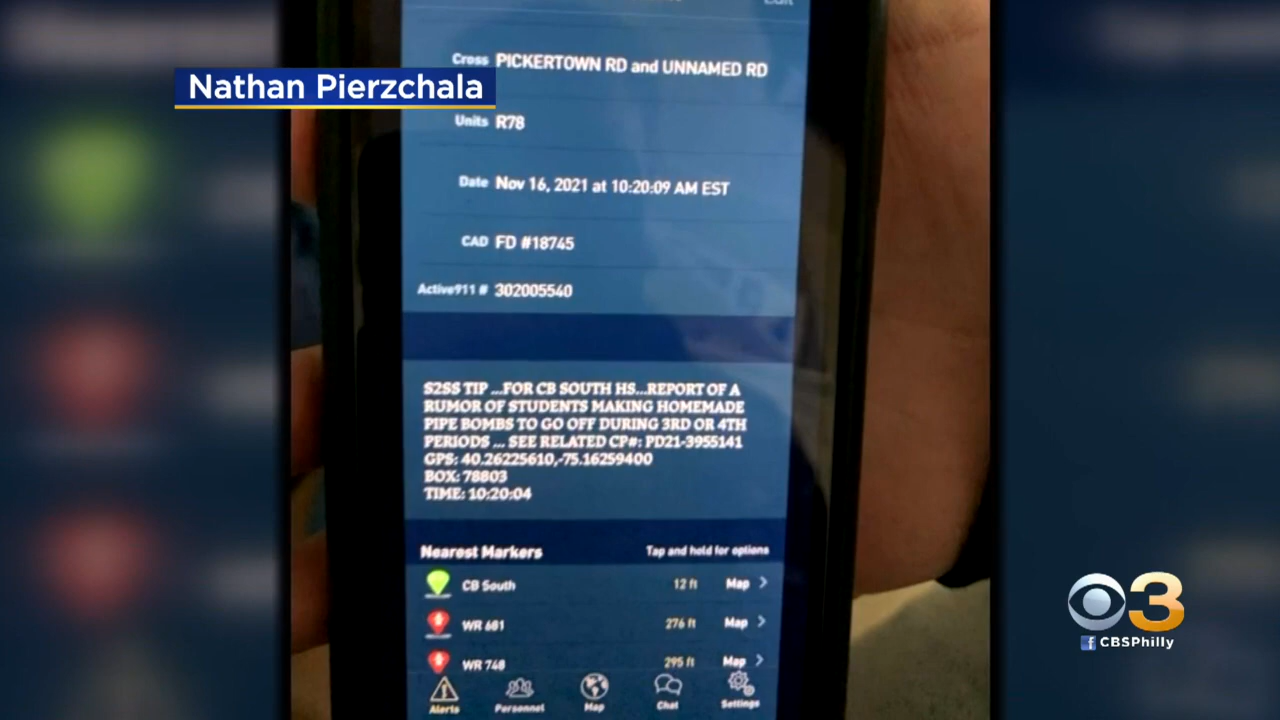 Edit
Nathan Pierzchala
Cross PICKERTOWN RD and UNNAMED RD
Units R78
Date Nov 16, 2021 at 10:20:09 AM EST
CAD FD #18745
Active911 # 302005540
S2SS TIP ...FOR CB SOUTH HS...REPORT OF A
RUMOR OF STUDENTS MAKING HOMEMADE
PIPE BOMBS TO GO OFF DURING 3RD OR 4TH
PERIODS ... SEE RELATED CP#: PD21-3955141
GPS: 40.26225610,-75.16259400
BOX: 78803
TIME: 10:20:04
Nearest Markers Tap and hold for options
CB South 12 ft Map >
WR 681 276 ft Map >
WR 748 295 ft Map >
Alerts Personnel Map Chat Settings
3
f CBSPhilly